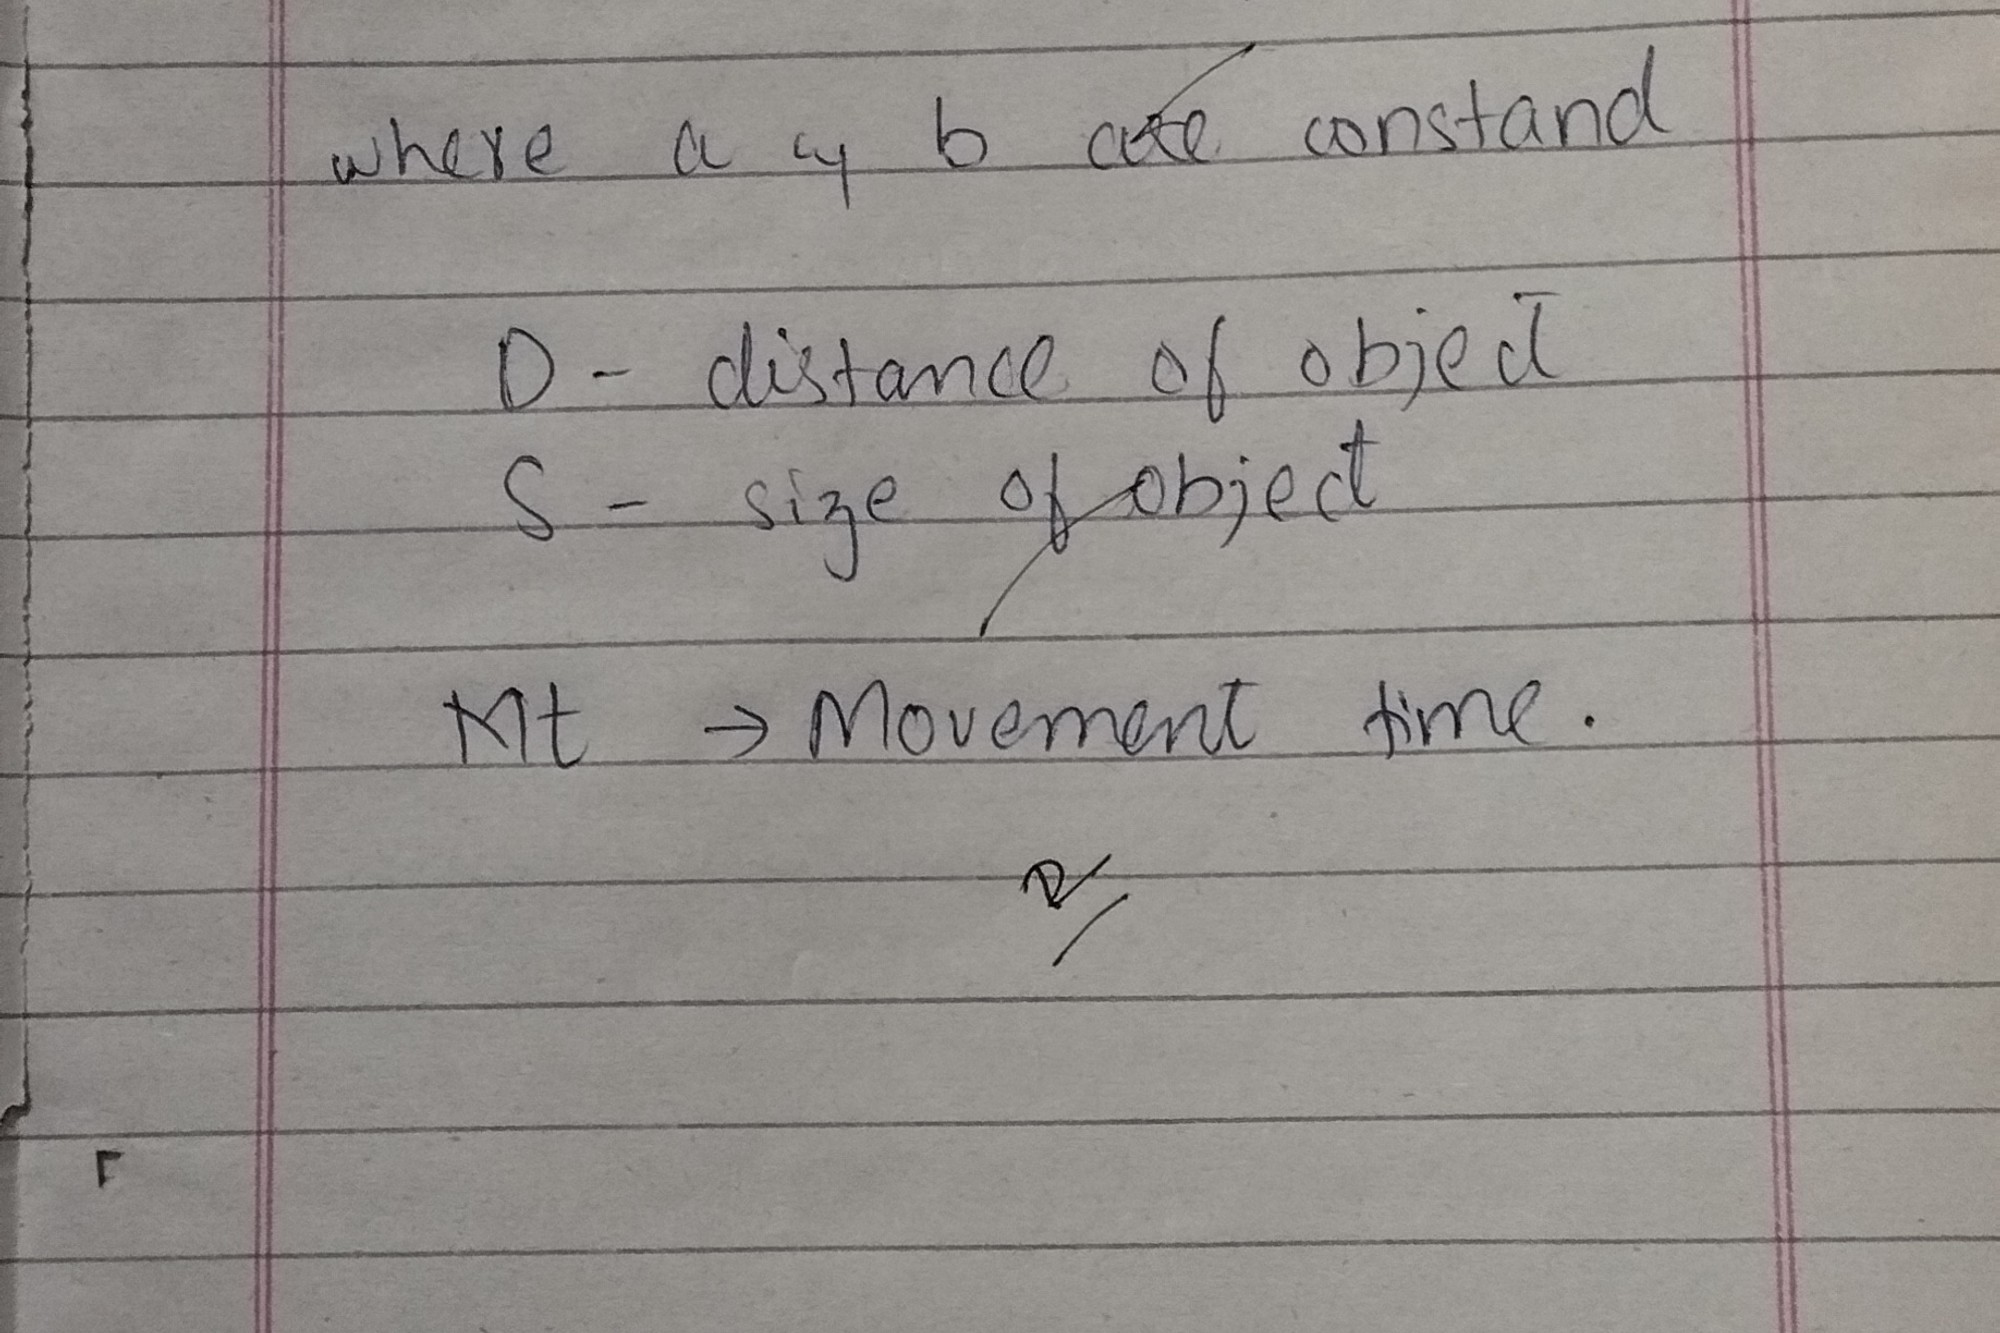 where a & b are constand
D - distance of object
S - size of object
Mt → Movement time.